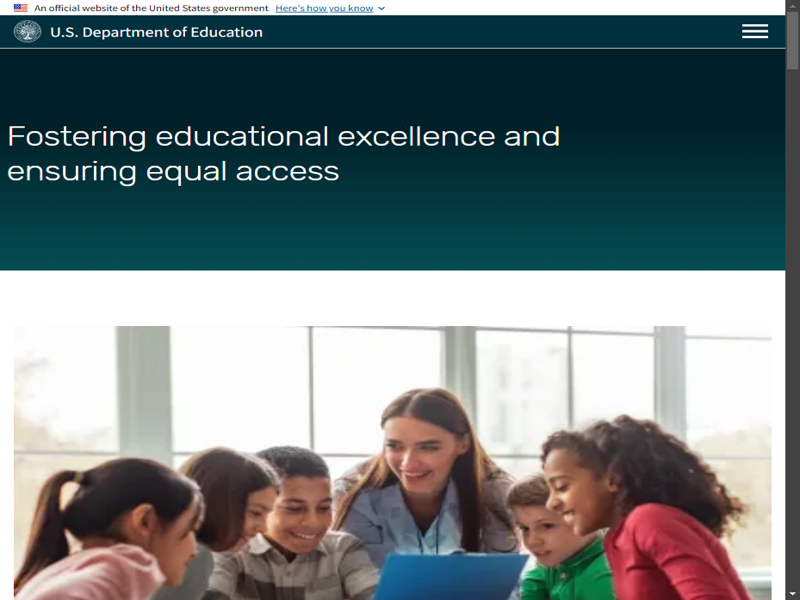 An official website of the United States government Here's how you know
U.S. Department of Education
Fostering educational excellence and
ensuring equal access